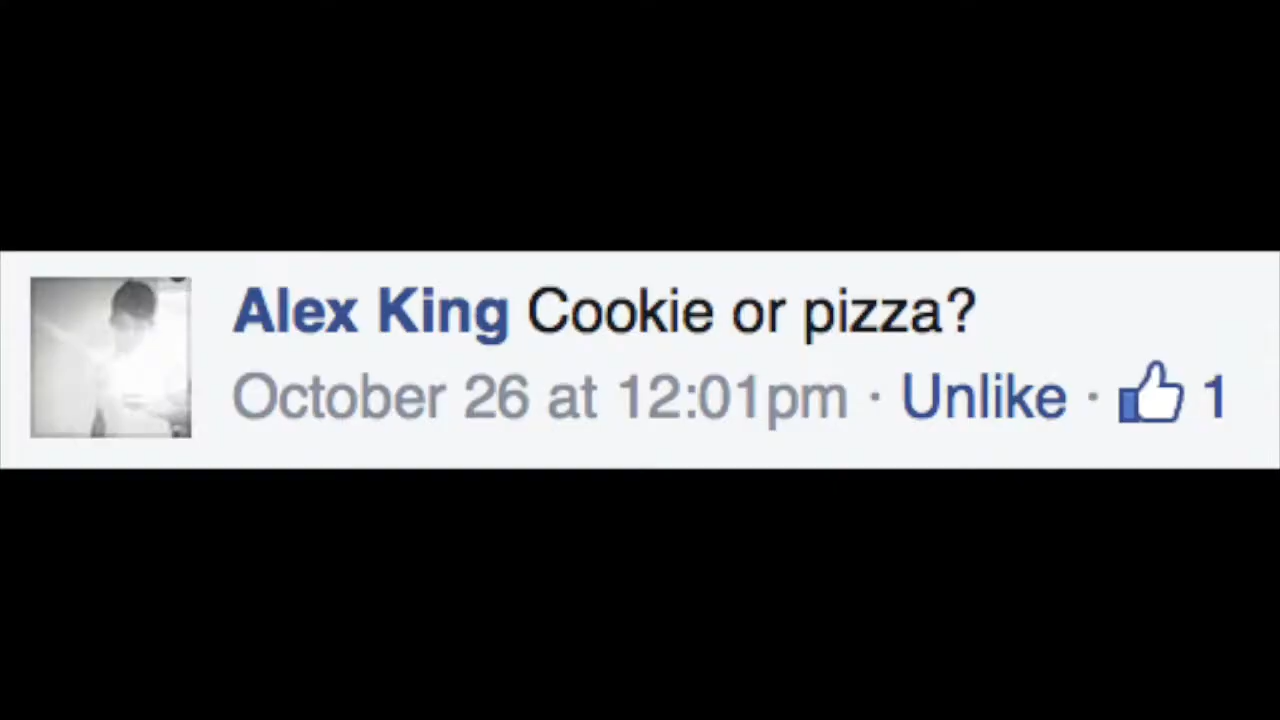 Alex King Cookie or pizza?
October 26 at 12:01pm · Unlike · 1